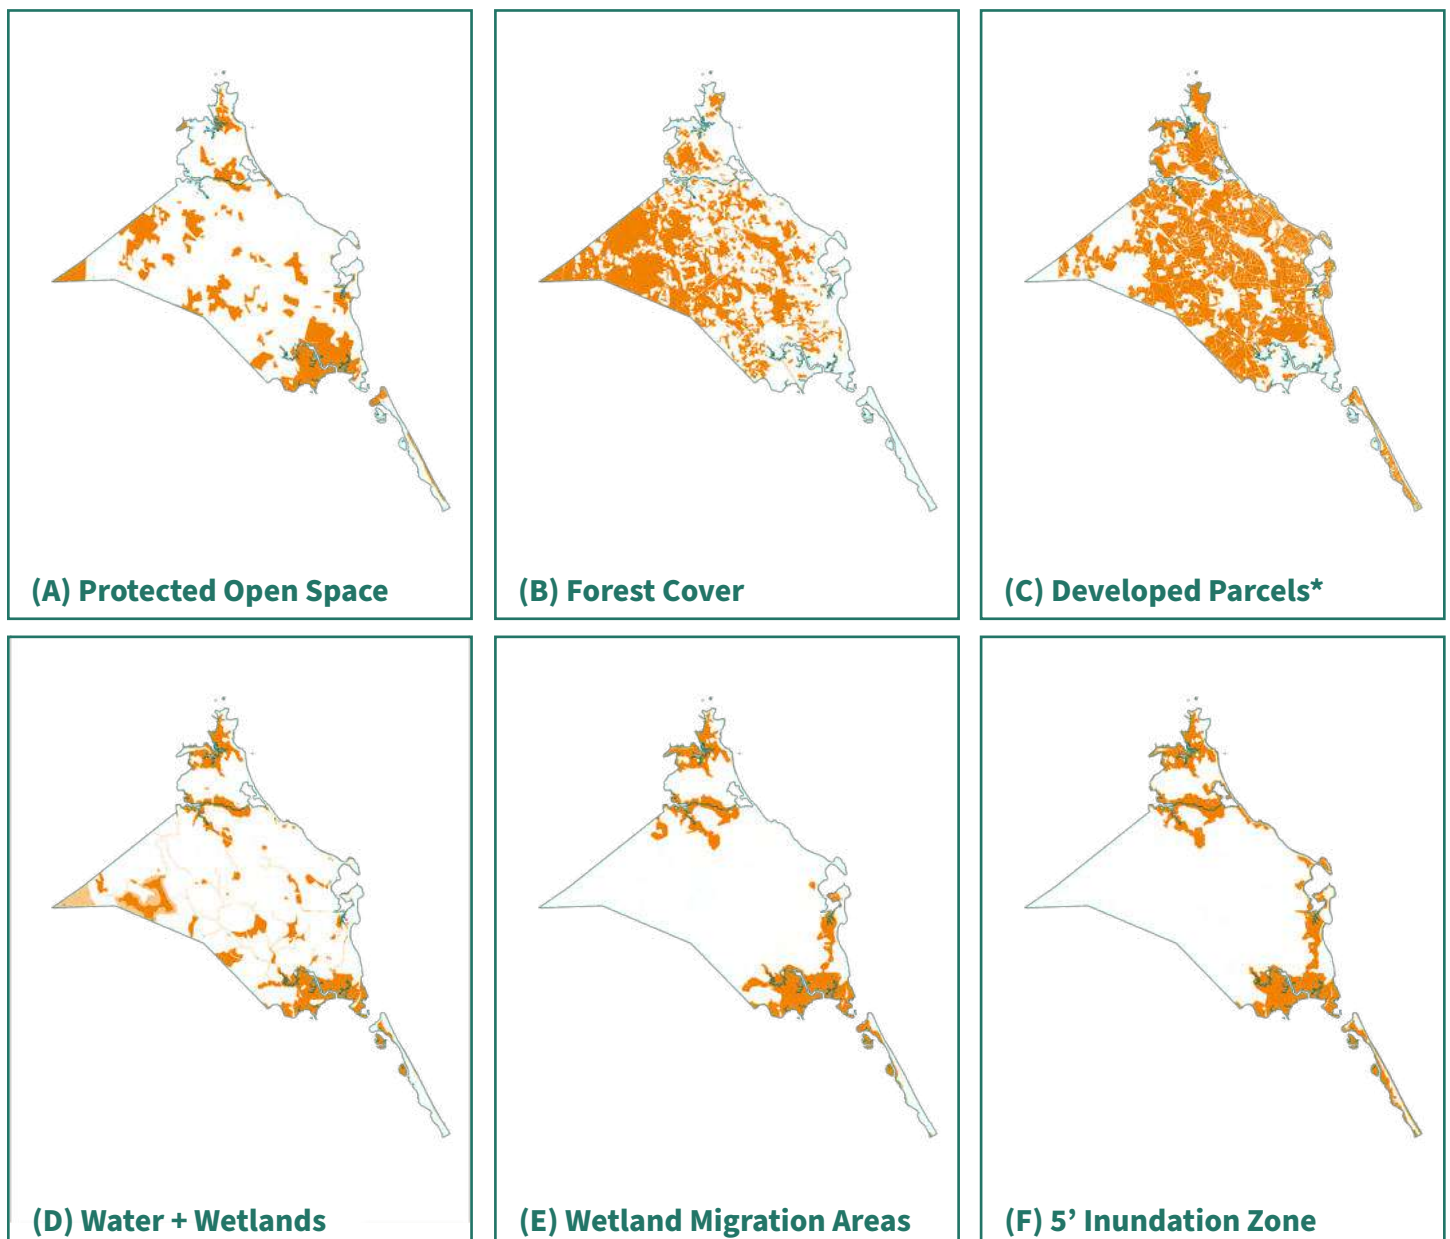 (A) Protected Open Space
(B) Forest Cover
(C) Developed Parcels*
(D) Water + Wetlands
(E) Wetland Migration Areas
(F) 5’ Inundation Zone